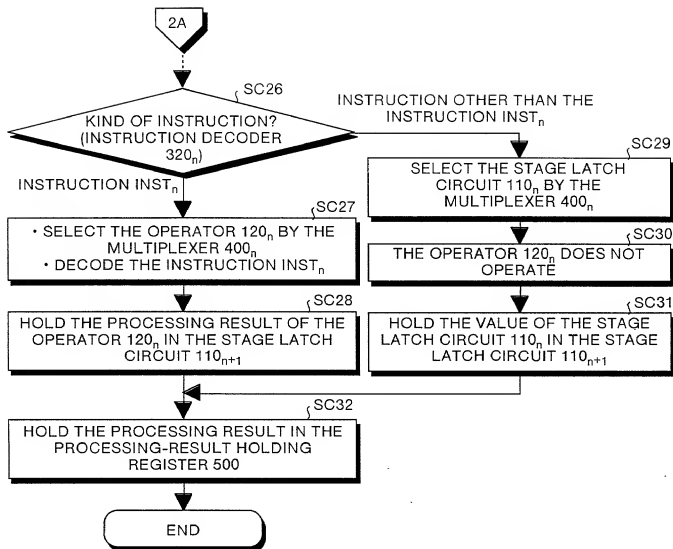 2A
SC26
KIND OF INSTRUCTION?
(INSTRUCTION DECODER
320n)
INSTRUCTION OTHER THAN THE
INSTRUCTION INSTn
INSTRUCTION INSTn
SC27
• SELECT THE OPERATOR 120n BY THE
MULTIPLEXER 400n
• DECODE THE INSTRUCTION INSTn
SC28
HOLD THE PROCESSING RESULT OF THE
OPERATOR 120n IN THE STAGE LATCH
CIRCUIT 110n+1
SC29
SELECT THE STAGE LATCH
CIRCUIT 110n BY THE
MULTIPLEXER 400n
SC30
THE OPERATOR 120n DOES NOT
OPERATE
SC31
HOLD THE VALUE OF THE STAGE
LATCH CIRCUIT 110n IN THE STAGE
LATCH CIRCUIT 110n+1
SC32
HOLD THE PROCESSING RESULT IN THE
PROCESSING-RESULT HOLDING
REGISTER 500
END